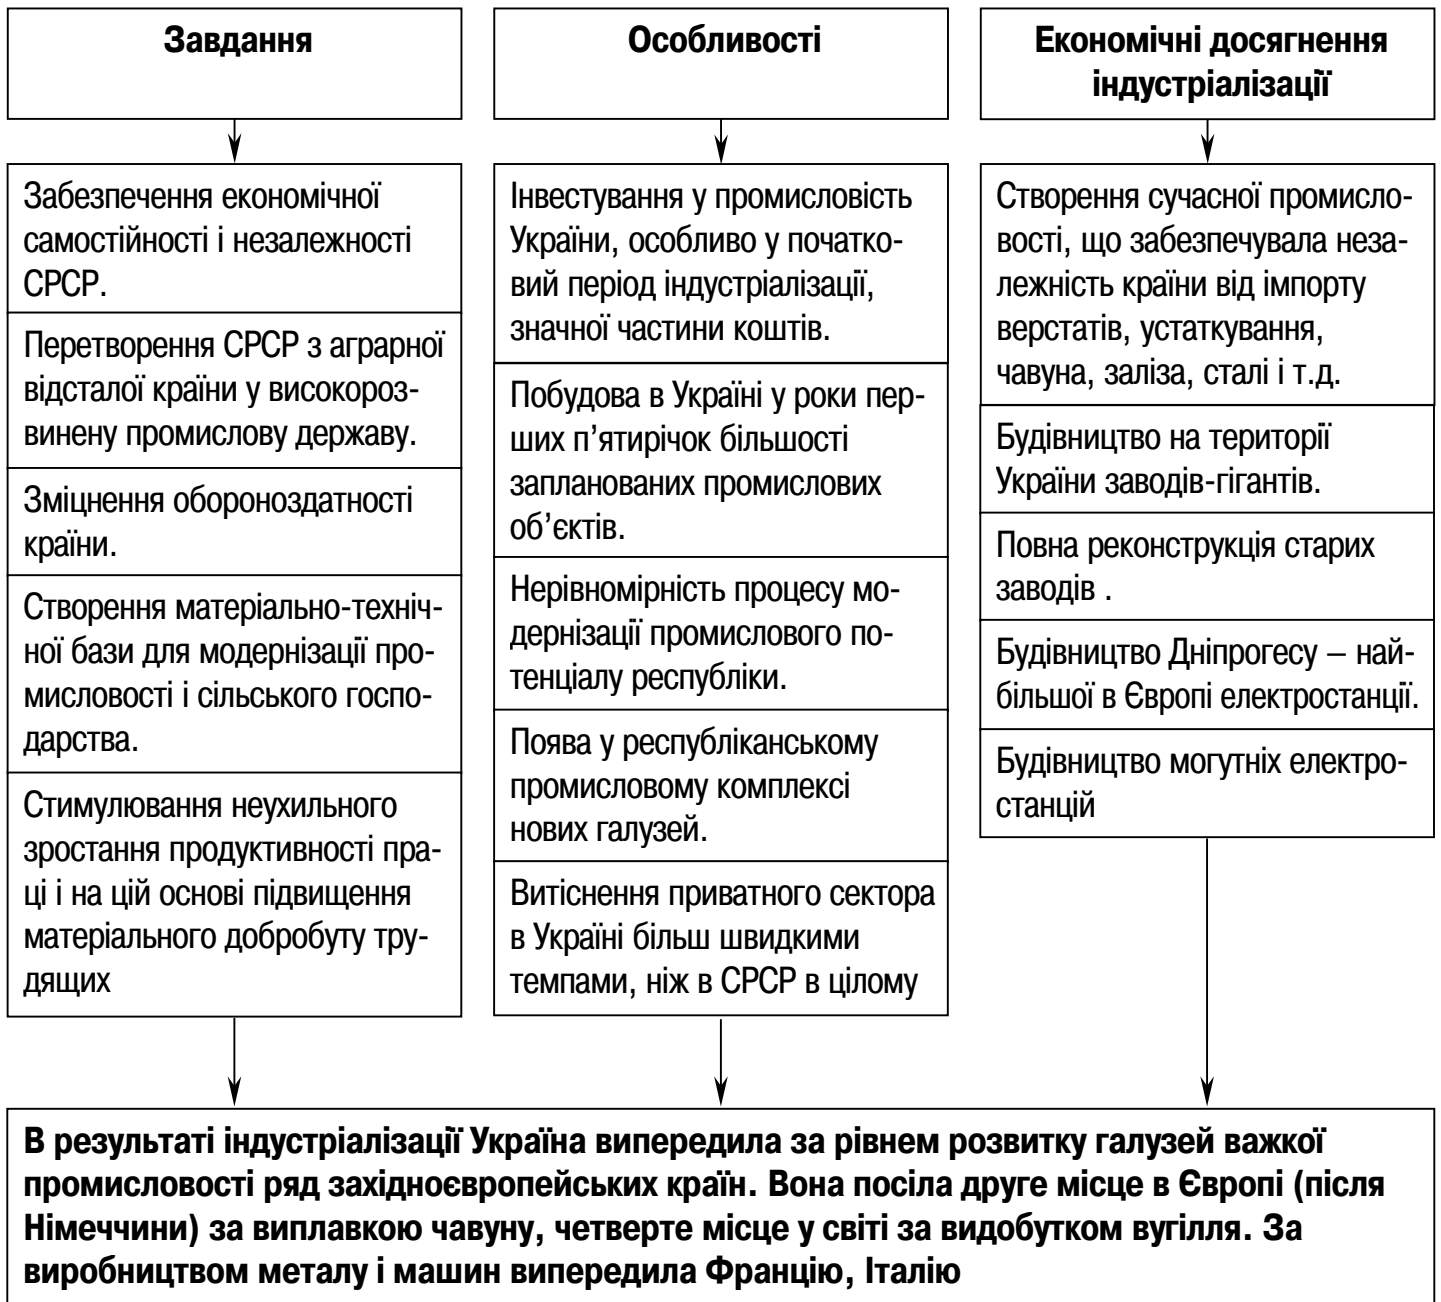 Завдання
Забезпечення економічної
самостійності і незалежності
СРСР.
Перетворення СРСР з аграрної
відсталої країни у високороз-
винену промислову державу.
Зміцнення обороноздатності
країни.
Створення матеріально-техніч-
ної бази для модернізації про-
мисловості і сільського госпо-
дарства.
Стимулювання неухильного
зростання продуктивності пра-
ці і на цій основі підвищення
матеріального добробуту тру-
дящих
Особливості
Інвестування у промисловість
України, особливо у початко-
вий період індустріалізації,
значної частини коштів.
Побудова в Україні у роки пер-
ших п’ятирічок більшості
запланованих промислових
об’єктів.
Нерівномірність процесу мо-
дернізації промислового по-
тенціалу республіки.
Поява у республіканському
промисловому комплексі
нових галузей.
Витіснення приватного сектора
в Україні більш швидкими
темпами, ніж в СРСР в цілому
Економічні досягнення
індустріалізації
Створення сучасної промисло-
вості, що забезпечувала неза-
лежність країни від імпорту
верстатів, устаткування,
чавуна, заліза, сталі і т.д.
Будівництво на території
України заводів-гігантів.
Повна реконструкція старих
заводів .
Будівництво Дніпрогесу – най-
більшої в Європі електростанції.
Будівництво могутніх електро-
станцій
В результаті індустріалізації Україна випередила за рівнем розвитку галузей важкої
промисловості ряд західноєвропейських країн. Вона посіла друге місце в Європі (після
Німеччини) за виплавкою чавуну, четверте місце у світі за видобутком вугілля. За
виробництвом металу і машин випередила Францію, Італію